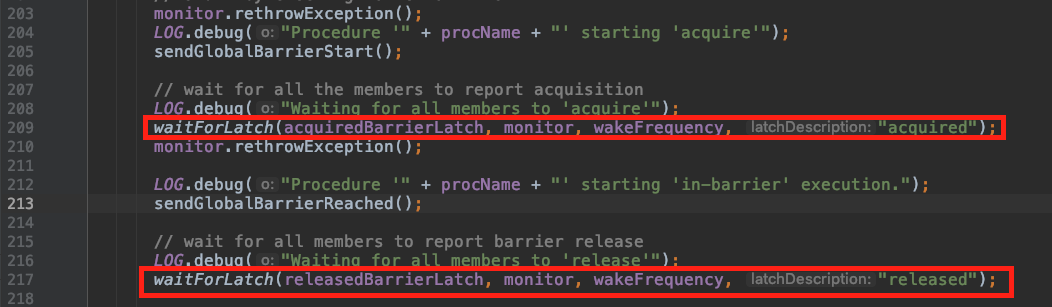 203 monitor.rethrowException();
204 LOG.debug( o: "Procedure '" + procName + "' starting 'acquire'");
205 sendGlobalBarrierStart();
206
207 // wait for all the members to report acquisition
208 LOG.debug( o: "Waiting for all members to 'acquire'");
209 waitForLatch(acquiredBarrierLatch, monitor, wakeFrequency, latchDescription: "acquired");
210 monitor.rethrowException();
211
212 LOG.debug( o: "Procedure '" + procName + "' starting 'in-barrier' execution.");
213 sendGlobalBarrierReached();
214
215 // wait for all members to report barrier release
216 LOG.debug( o: "Waiting for all members to 'release'");
217 waitForLatch(releasedBarrierLatch, monitor, wakeFrequency, latchDescription: "released");
218